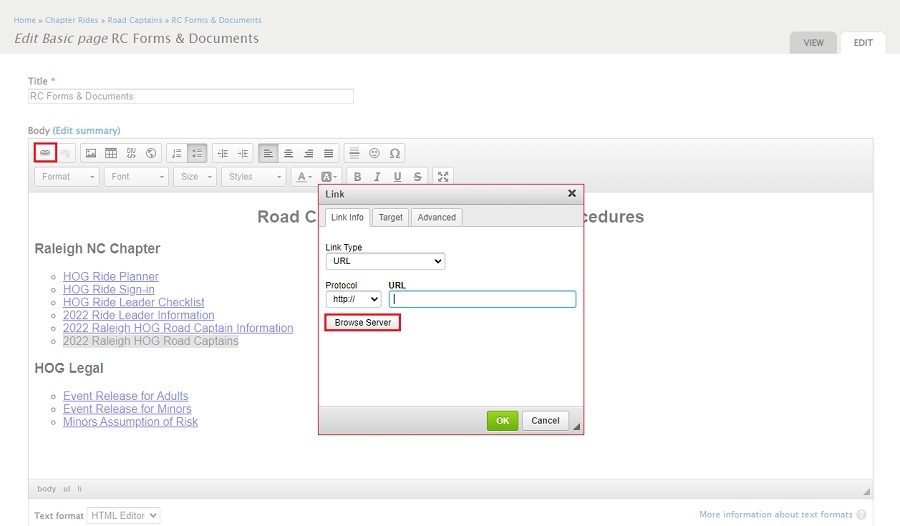 Home » Chapter Rides » Road Captains » RC Forms & Documents
Edit Basic page RC Forms & Documents
VIEW EDIT
Title *
RC Forms & Documents
Body (Edit summary)
Format Font Size Styles A A B I U S
Link
Road C cedures
Link Info Target Advanced
Raleigh NC Chapter
Link Type
URL
HOG Ride Planner
HOG Ride Sign-in
Protocol URL
HOG Ride Leader Checklist
http://
2022 Ride Leader Information
2022 Raleigh HOG Road Captain Information
Browse Server
2022 Raleigh HOG Road Captains
HOG Legal
Event Release for Adults
Event Release for Minors
Minors Assumption of Risk
OK Cancel
body ul li
Text format HTML Editor
More information about text formats ?